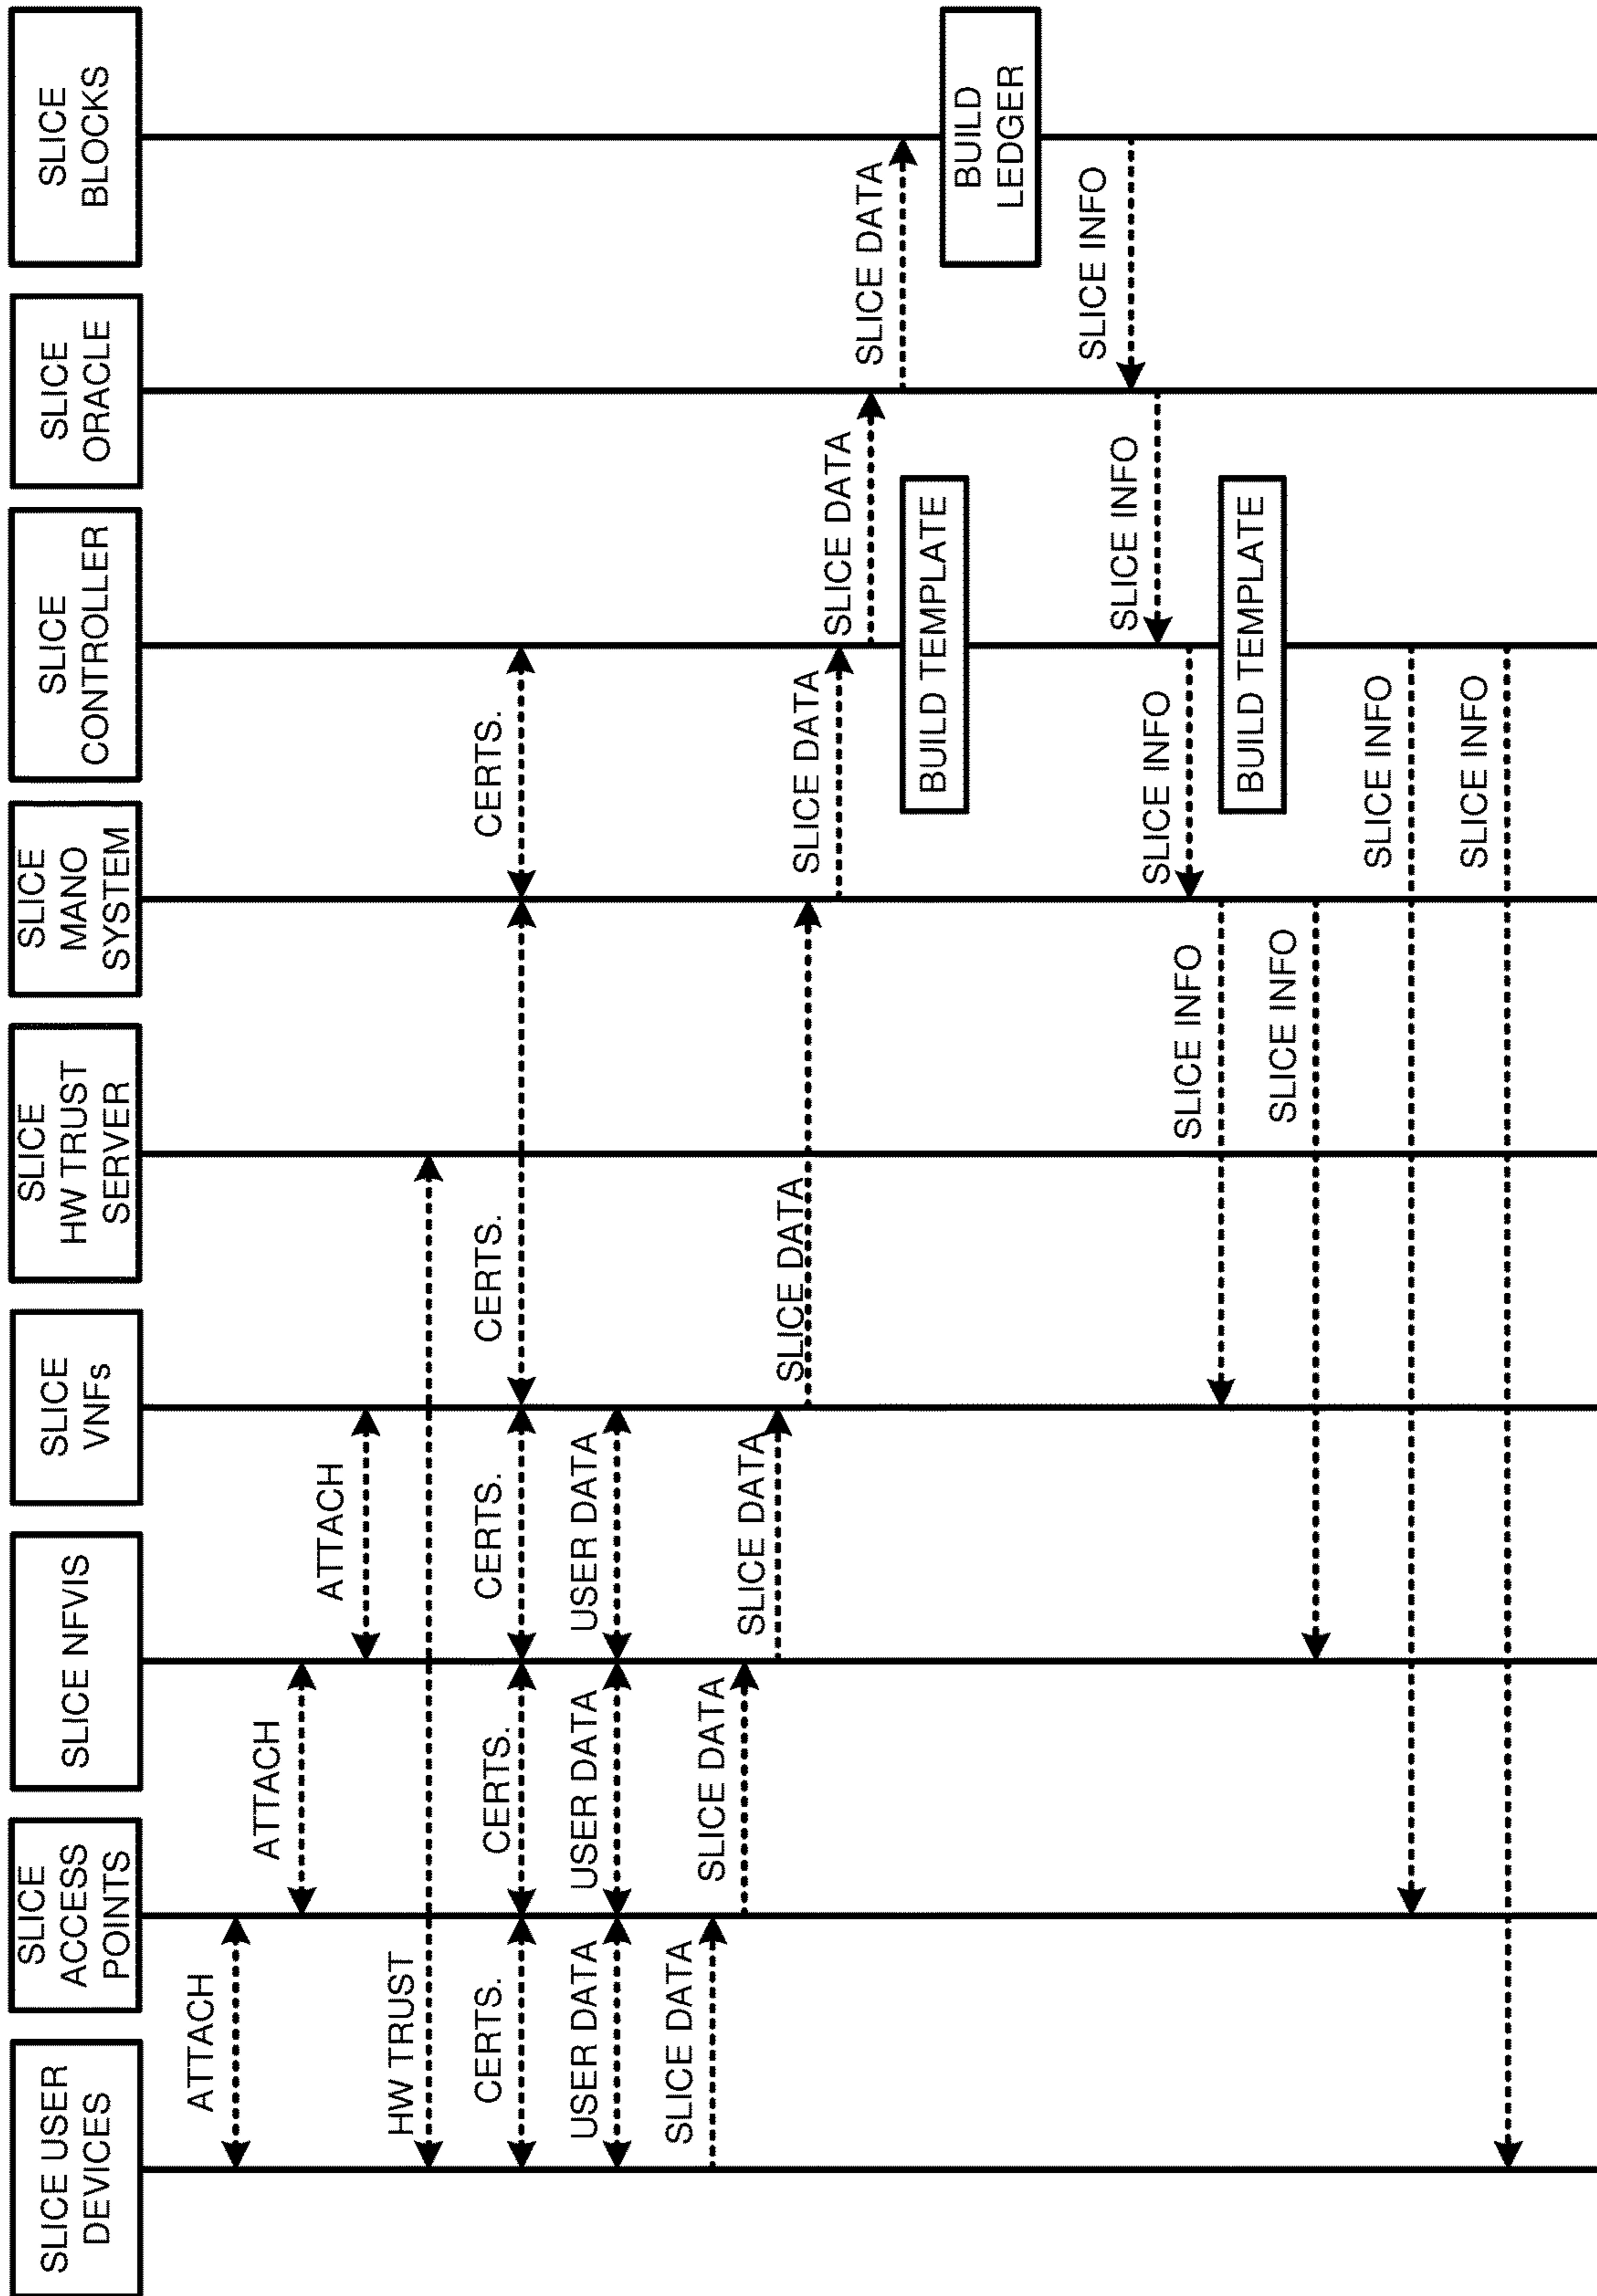 SLICE USER
DEVICES
SLICE
ACCESS
POINTS
SLICE NFVIS
SLICE
VNFs
SLICE
HW TRUST
SERVER
SLICE
MANO
SYSTEM
SLICE
CONTROLLER
SLICE
ORACLE
SLICE
BLOCKS
ATTACH
ATTACH
ATTACH
HW TRUST
CERTS.
CERTS.
CERTS.
CERTS.
CERTS.
USER DATA
USER DATA
USER DATA
SLICE DATA
SLICE DATA
SLICE DATA
SLICE DATA
SLICE DATA
SLICE DATA
SLICE DATA
BUILD TEMPLATE
BUILD
LEDGER
SLICE INFO
SLICE INFO
SLICE INFO
SLICE INFO
BUILD TEMPLATE
SLICE INFO
SLICE INFO
SLICE INFO